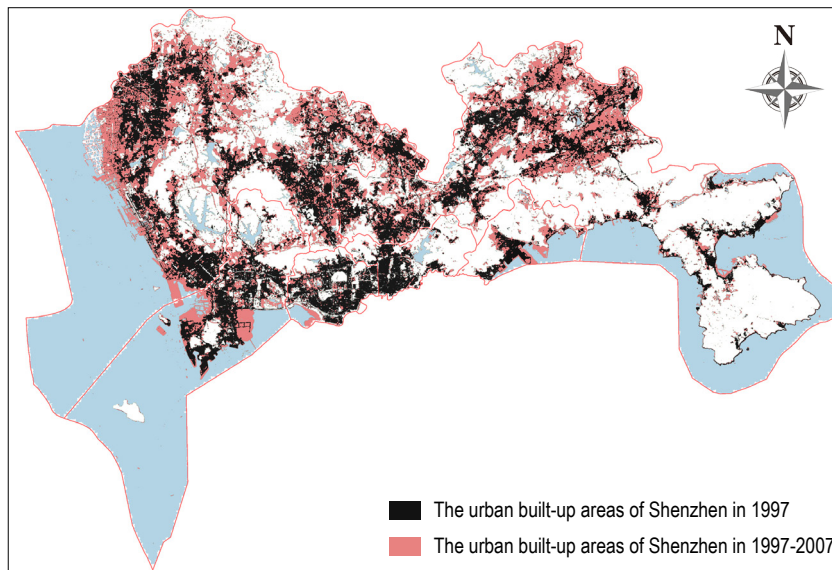 N
The urban built-up areas of Shenzhen in 1997
The urban built-up areas of Shenzhen in 1997-2007